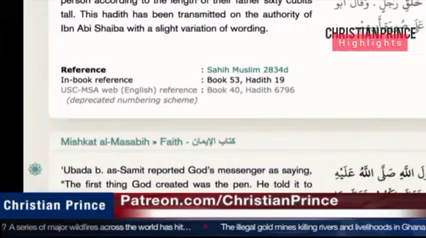 person according to the length of their father sixty cubits
tall. This hadith has been transmitted on the authority of
Ibn Abi Shaiba with a slight variation of wording.
CHRISTIANPRINCE
Highlights
Reference : Sahih Muslim 2834d
In-book reference : Book 53, Hadith 19
USC-MSA web (English) reference : Book 40, Hadith 6796
(deprecated numbering scheme)
Mishkat al-Masabih » Faith - كتاب الإيمان
'Ubada b. as-Samit reported God's messenger as saying,
"The first thing God created was the pen. He told it to
صَلَّى اللَّهُ عَلَيْهِ
Christian Prince
Patreon.com/ChristianPrince
? A series of major wildfires across the world has hit…
The illegal gold mines killing rivers and livelihoods in Ghana